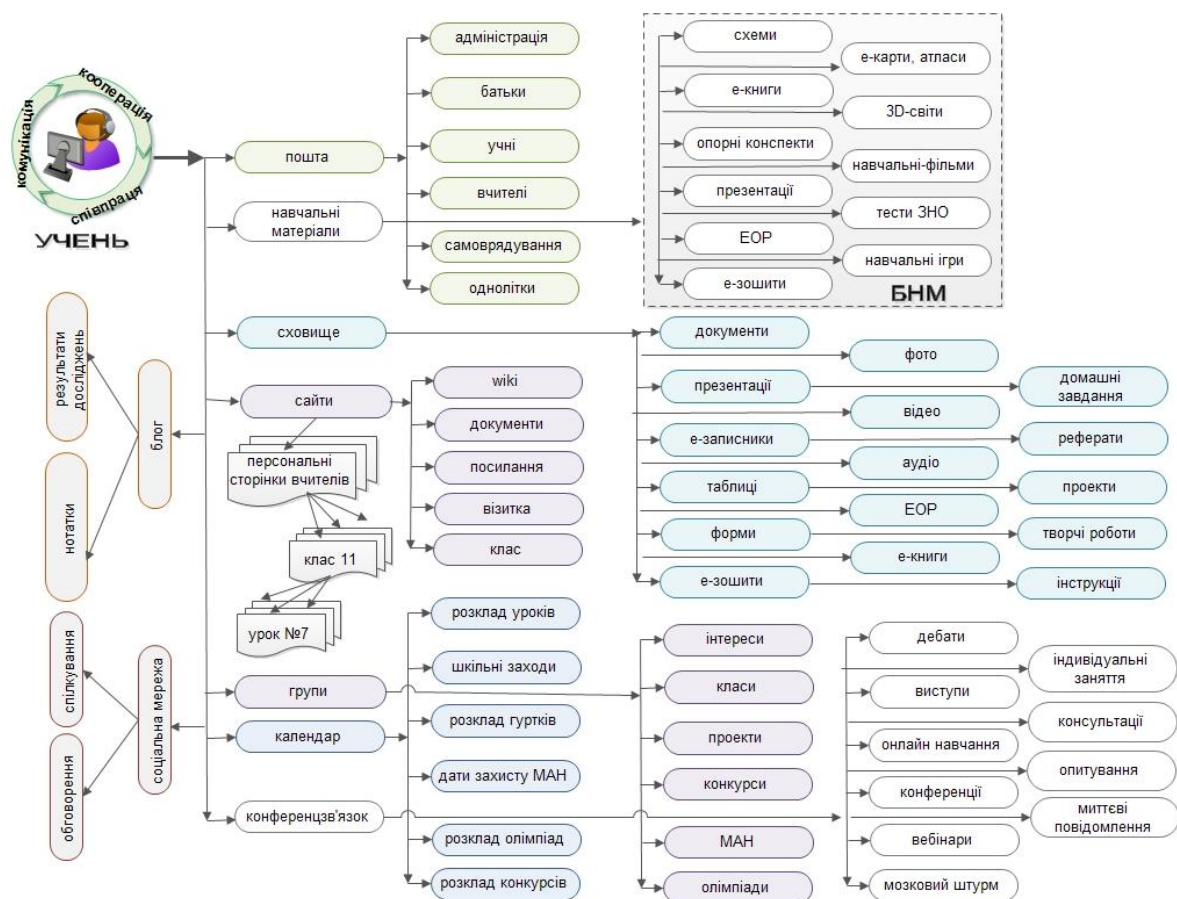 кооперація
комунікація
співпраця
УЧЕНЬ
пошта
адміністрація
батьки
учні
вчителі
самоврядування
однолітки
навчальні
матеріали
схеми
е-карти, атласи
е-книги
3D-світи
опорні конспекти
навчальні-фільми
презентації
тести ЗНО
ЕОР
навчальні ігри
е-зошити
БНМ
сховище
документи
фото
презентації
домашні
завдання
відео
е-записники
реферати
аудіо
таблиці
проекти
ЕОР
форми
творчі роботи
е-книги
е-зошити
інструкції
сайти
wiki
документи
посилання
візитка
клас
персональні
сторінки вчителів
клас 11
урок №7
блог
результати
досліджень
нотатки
соціальна мережа
спілкування
обговорення
групи
інтереси
класи
проекти
конкурси
МАН
олімпіади
календар
розклад уроків
шкільні заходи
розклад гуртків
дати захисту МАН
розклад олімпіад
розклад конкурсів
конференцзв'язок
дебати
індивідуальні
заняття
виступи
консультації
онлайн навчання
опитування
конференції
миттєві
повідомлення
вебінари
мозковий штурм